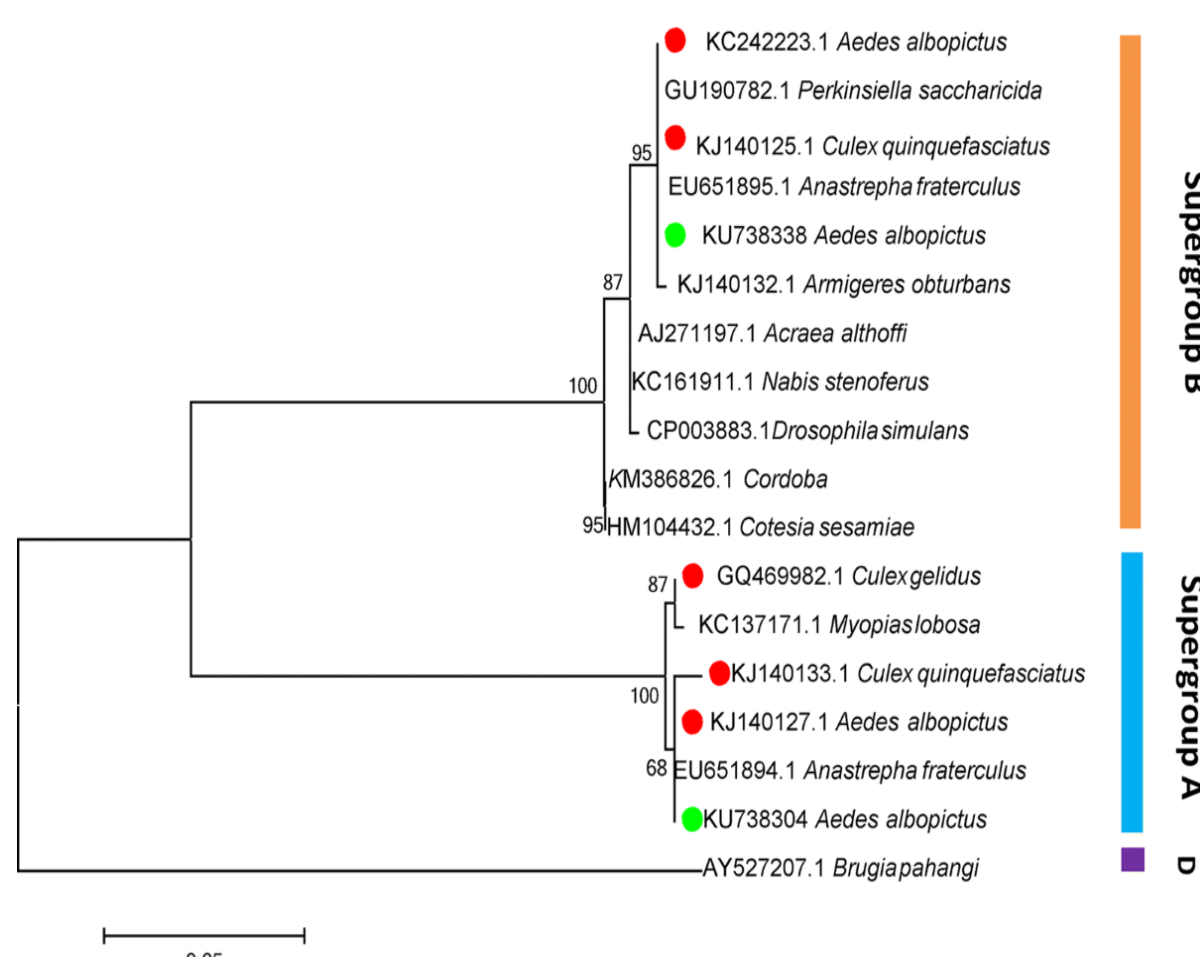 KC242223.1 Aedes albopictus
GU190782.1 Perkinsiella saccharicida
95
KJ140125.1 Culex quinquefasciatus
EU651895.1 Anastrepha fraterculus
KU738338 Aedes albopictus
87
KJ140132.1 Armigeres obturbans
AJ271197.1 Acraea althoffi
100
KC161911.1 Nabis stenoferus
CP003883.1Drosophila simulans
KM386826.1 Cordoba
95
HM104432.1 Cotesia sesamiae
Supergroup B
87
GQ469982.1 Culex gelidus
KC137171.1 Myopias lobosa
KJ140133.1 Culex quinquefasciatus
100
KJ140127.1 Aedes albopictus
68
EU651894.1 Anastrepha fraterculus
KU738304 Aedes albopictus
Supergroup A
AY527207.1 Brugia pahangi
D